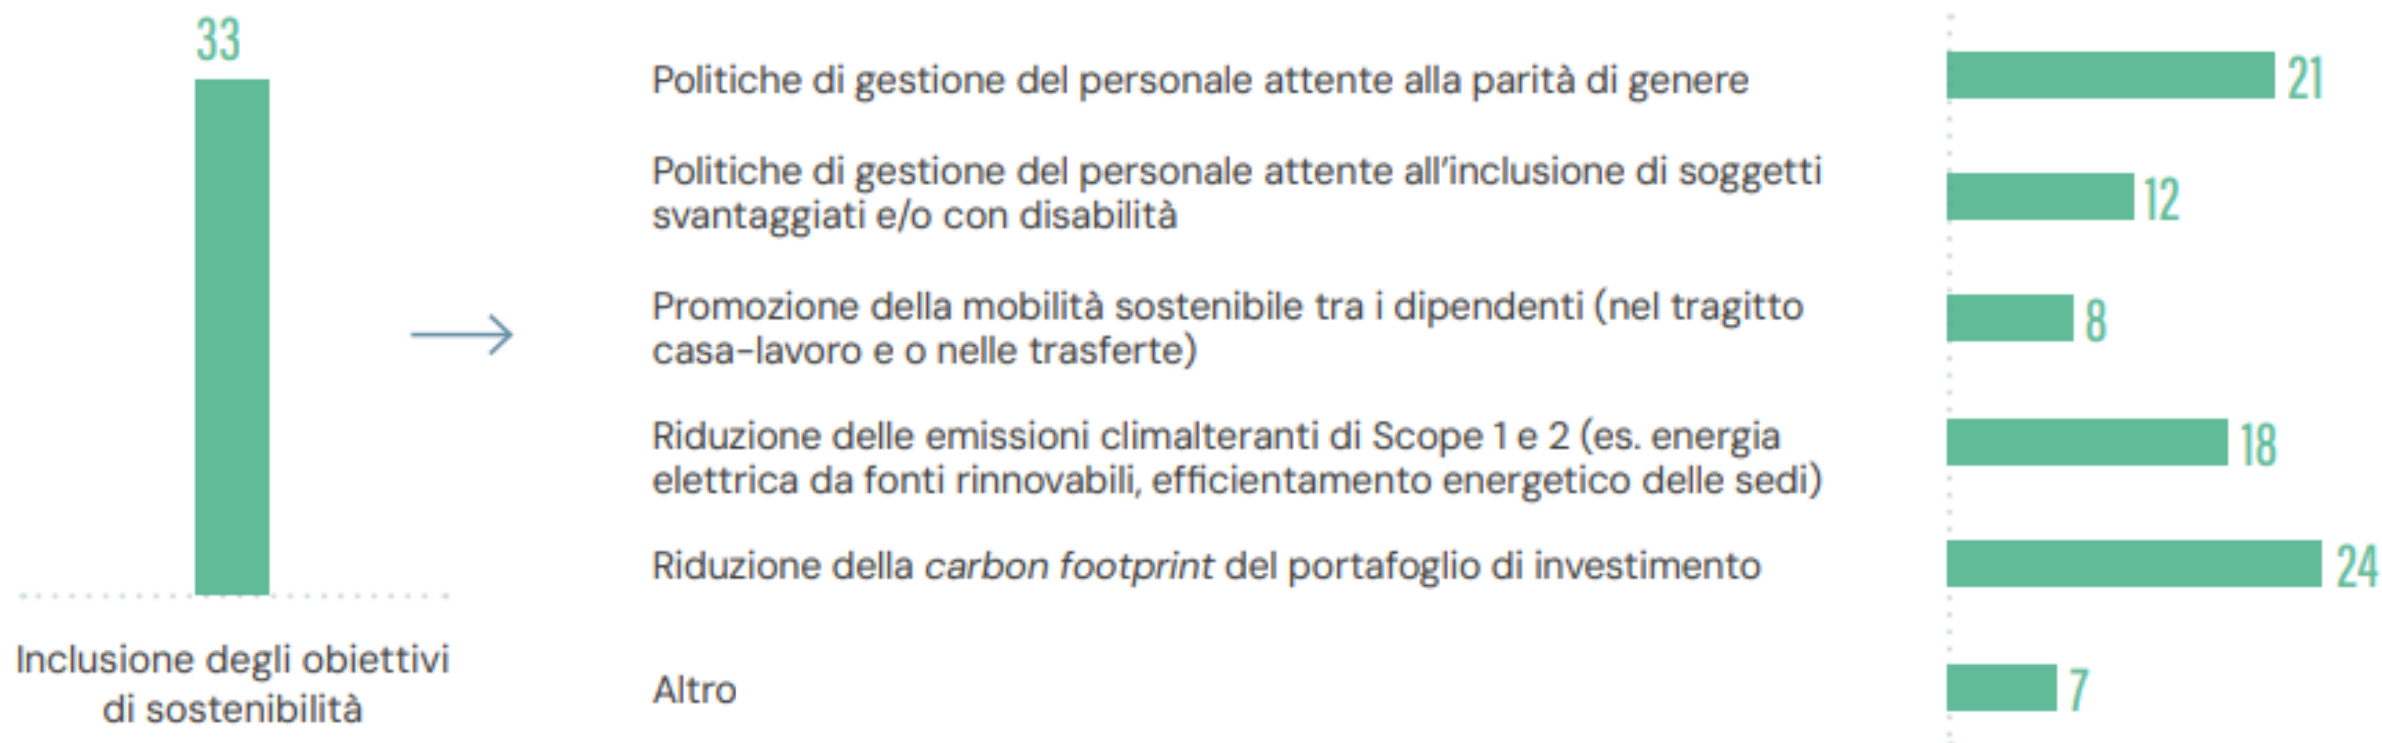 33
Inclusione degli obiettivi
di sostenibilità
Politiche di gestione del personale attente alla parità di genere
21
Politiche di gestione del personale attente all'inclusione di soggetti
svantaggiati e/o con disabilità
12
Promozione della mobilità sostenibile tra i dipendenti (nel tragitto
casa-lavoro e o nelle trasferte)
8
Riduzione delle emissioni climalteranti di Scope 1 e 2 (es. energia
elettrica da fonti rinnovabili, efficientamento energetico delle sedi)
18
Riduzione della carbon footprint del portafoglio di investimento
24
Altro
7